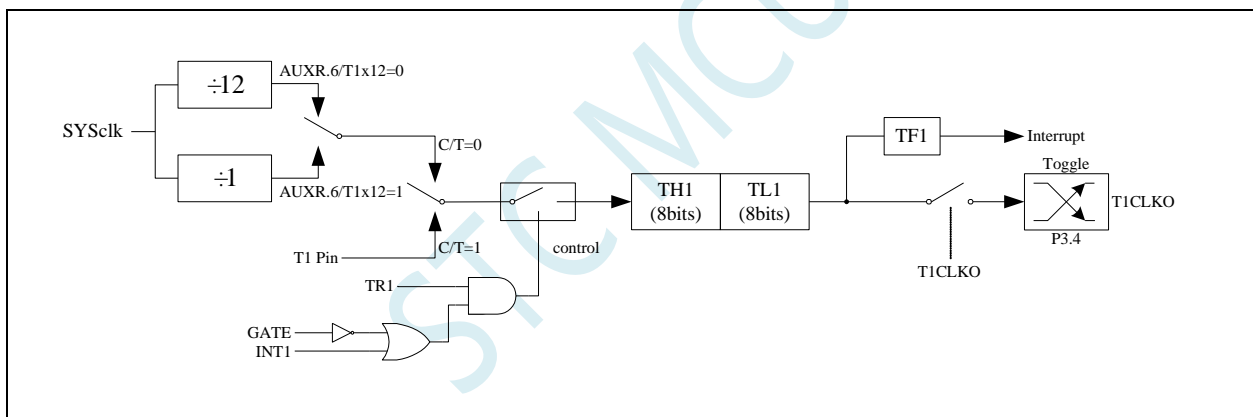 ÷12
AUXR.6/T1x12=0
SYSclk
÷1
AUXR.6/T1x12=1
C/T=0
C/T=1
T1 Pin
TR1
GATE
INT1
control
TH1
(8bits)
TL1
(8bits)
TF1
Interrupt
Toggle
T1CLKO
P3.4
T1CLKO
STC MCU